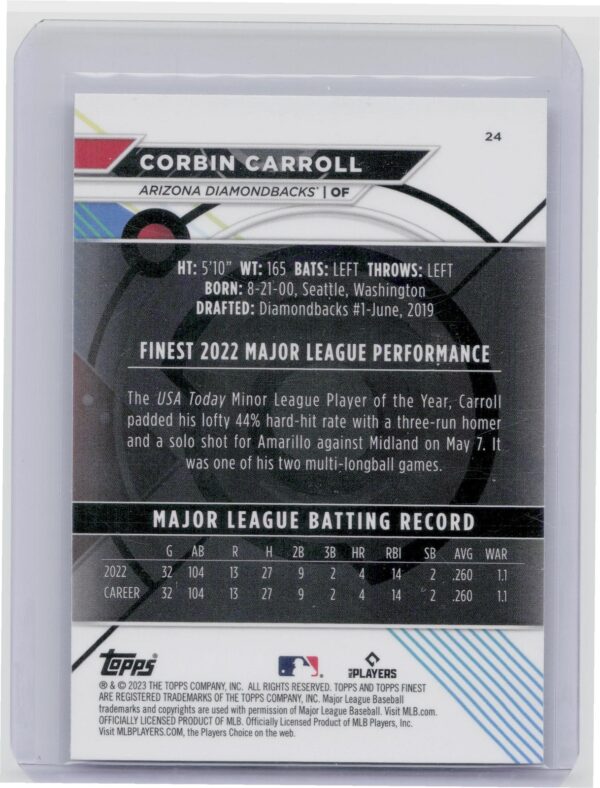 24
CORBIN CARROLL
ARIZONA DIAMONDBACKS® | OF
HT: 5'10" WT: 165 BATS: LEFT THROWS: LEFT
BORN: 8-21-00, Seattle, Washington
DRAFTED: Diamondbacks #1-June, 2019
FINEST 2022 MAJOR LEAGUE PERFORMANCE
The USA Today Minor League Player of the Year, Carroll
padded his lofty 44% hard-hit rate with a three-run homer
and a solo shot for Amarillo against Midland on May 7. It
was one of his two multi-longball games.
MAJOR LEAGUE BATTING RECORD
G AB R H 2B 3B HR RBI SB AVG WAR
2022 32 104 13 27 9 2 4 14 2 .260 1.1
CAREER 32 104 13 27 9 2 4 14 2 .260 1.1
Topps
PLAYERS
® & © 2023 THE TOPPS COMPANY, INC. ALL RIGHTS RESERVED. TOPPS AND TOPPS FINEST
ARE REGISTERED TRADEMARKS OF THE TOPPS COMPANY, INC. Major League Baseball
trademarks and copyrights are used with permission of Major League Baseball. Visit MLB.com.
OFFICIALLY LICENSED PRODUCT OF MLB. Officially Licensed Product of MLB Players, Inc.
Visit MLBPLAYERS.COM, the Players Choice on the web.